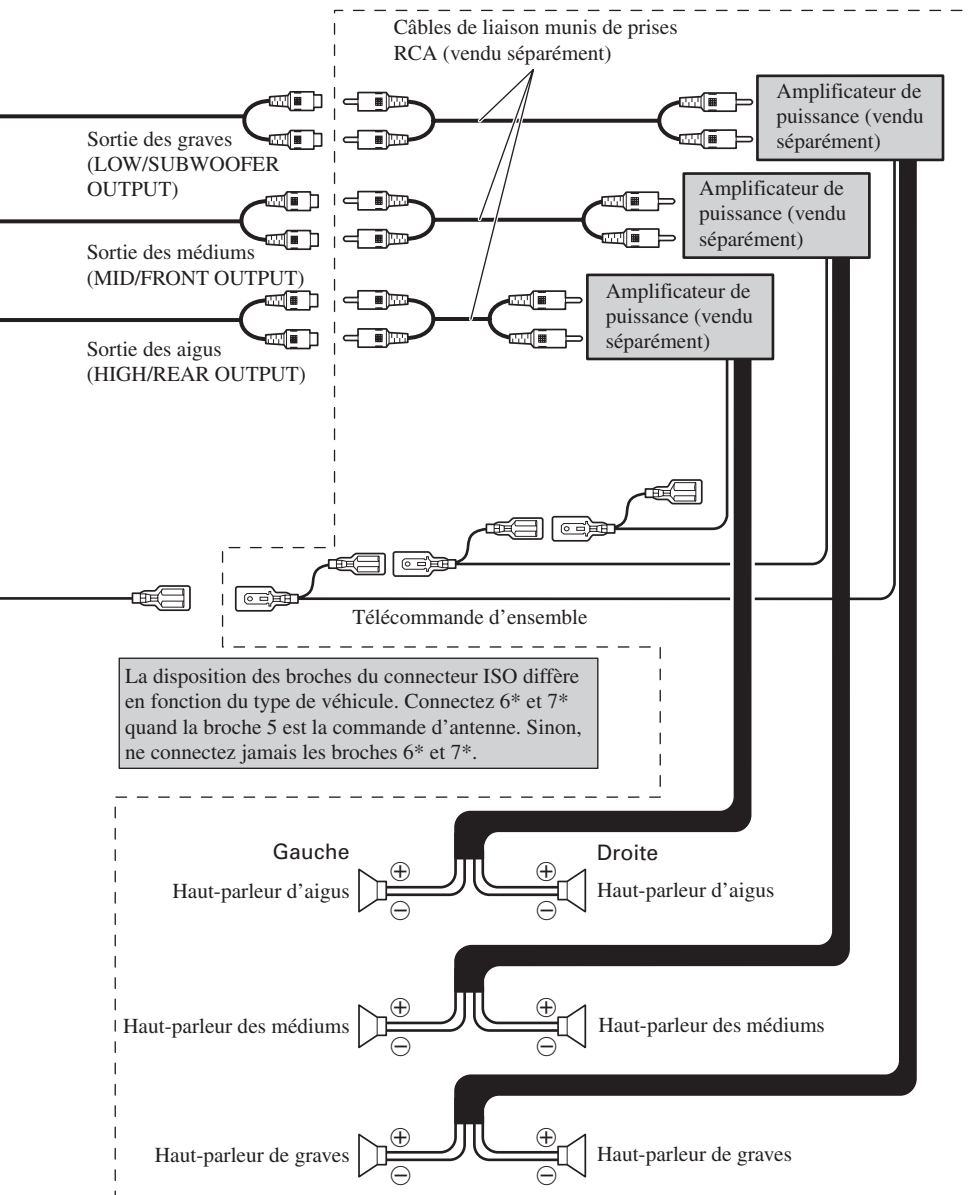 Câbles de liaison munis de prises
RCA (vendu séparément)
Amplificateur de
puissance (vendu
séparément)
Sortie des graves
(LOW/SUBWOOFER
OUTPUT)
Amplificateur de
puissance (vendu
séparément)
Sortie des médiums
(MID/FRONT OUTPUT)
Amplificateur de
puissance (vendu
séparément)
Sortie des aigus
(HIGH/REAR OUTPUT)
Télécommande d’ensemble
La disposition des broches du connecteur ISO diffère
en fonction du type de véhicule. Connectez 6* et 7*
quand la broche 5 est la commande d’antenne. Sinon,
ne connectez jamais les broches 6* et 7*.
Gauche
Droite
+
+
Haut-parleur d’aigus
Haut-parleur d’aigus
−
−
+
+
Haut-parleur des médiums
Haut-parleur des médiums
−
−
+
+
Haut-parleur de graves
Haut-parleur de graves
−
−